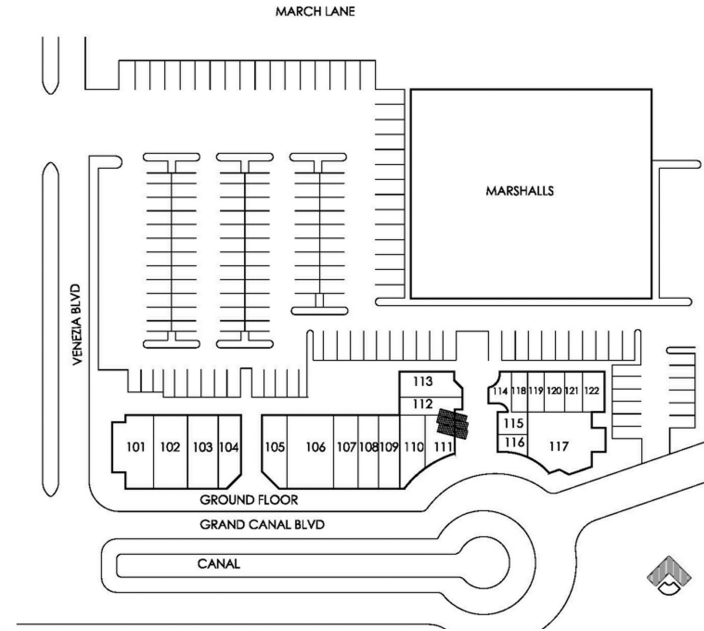 MARCH LANE
MARSHALLS
VENEZIA BLVD
113
112
114 118 119 120 121 122
115
116
117
101 102 103 104 105 106 107 108 109 110 111
GROUND FLOOR
GRAND CANAL BLVD
CANAL